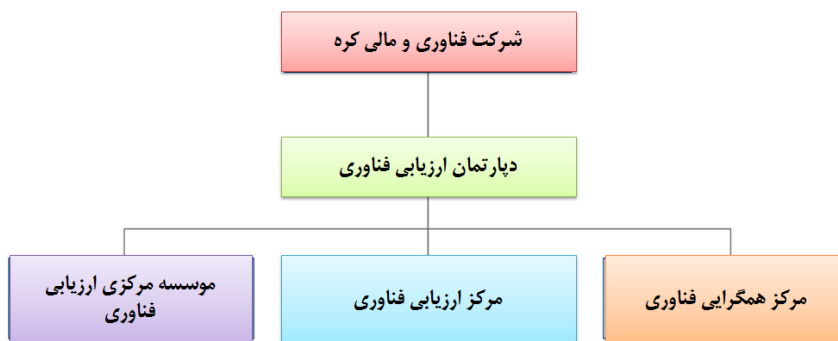 شرکت فناوری و مالی کره
دپارتمان ارزیابی فناوری
مرکز همگرایی فناوری
مرکز ارزیابی فناوری
موسسه مرکزی ارزیابی
فناوری